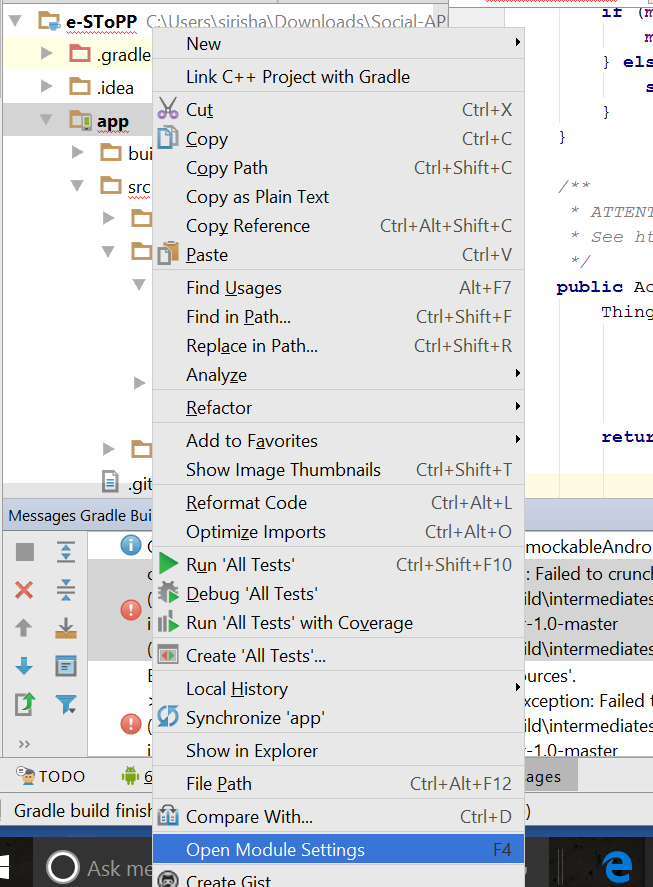 e-SToPP C:\Users\sirisha\Downloads\Social-AP
.gradle
.idea
app
bui
src
.git
New
Link C++ Project with Gradle
Cut Ctrl+X
Copy Ctrl+C
Copy Path Ctrl+Shift+C
Copy as Plain Text
Copy Reference Ctrl+Alt+Shift+C
Paste Ctrl+V
Find Usages Alt+F7
Find in Path... Ctrl+Shift+F
Replace in Path... Ctrl+Shift+R
Analyze
Refactor
Add to Favorites
Show Image Thumbnails Ctrl+Shift+T
Reformat Code Ctrl+Alt+L
Optimize Imports Ctrl+Alt+O
Run 'All Tests' Ctrl+Shift+F10
Debug 'All Tests'
Run 'All Tests' with Coverage
Create 'All Tests'...
Local History
Synchronize 'app'
Show in Explorer
File Path Ctrl+Alt+F12
Compare With... Ctrl+D
Open Module Settings F4
Create Gist
if (m
m
} els
s
}
}
/**
* ATTENT
* See ht
*/
public Ac
Thing
retur
Messages Gradle Bui
mockableAndro
: Failed to crunch
ild\intermediates
r-1.0-master
ild\intermediates
ources'.
xception: Failed t
ild\intermediates
r-1.0-master
>>
TODO
6
ages
Gradle build finish
)
Ask me